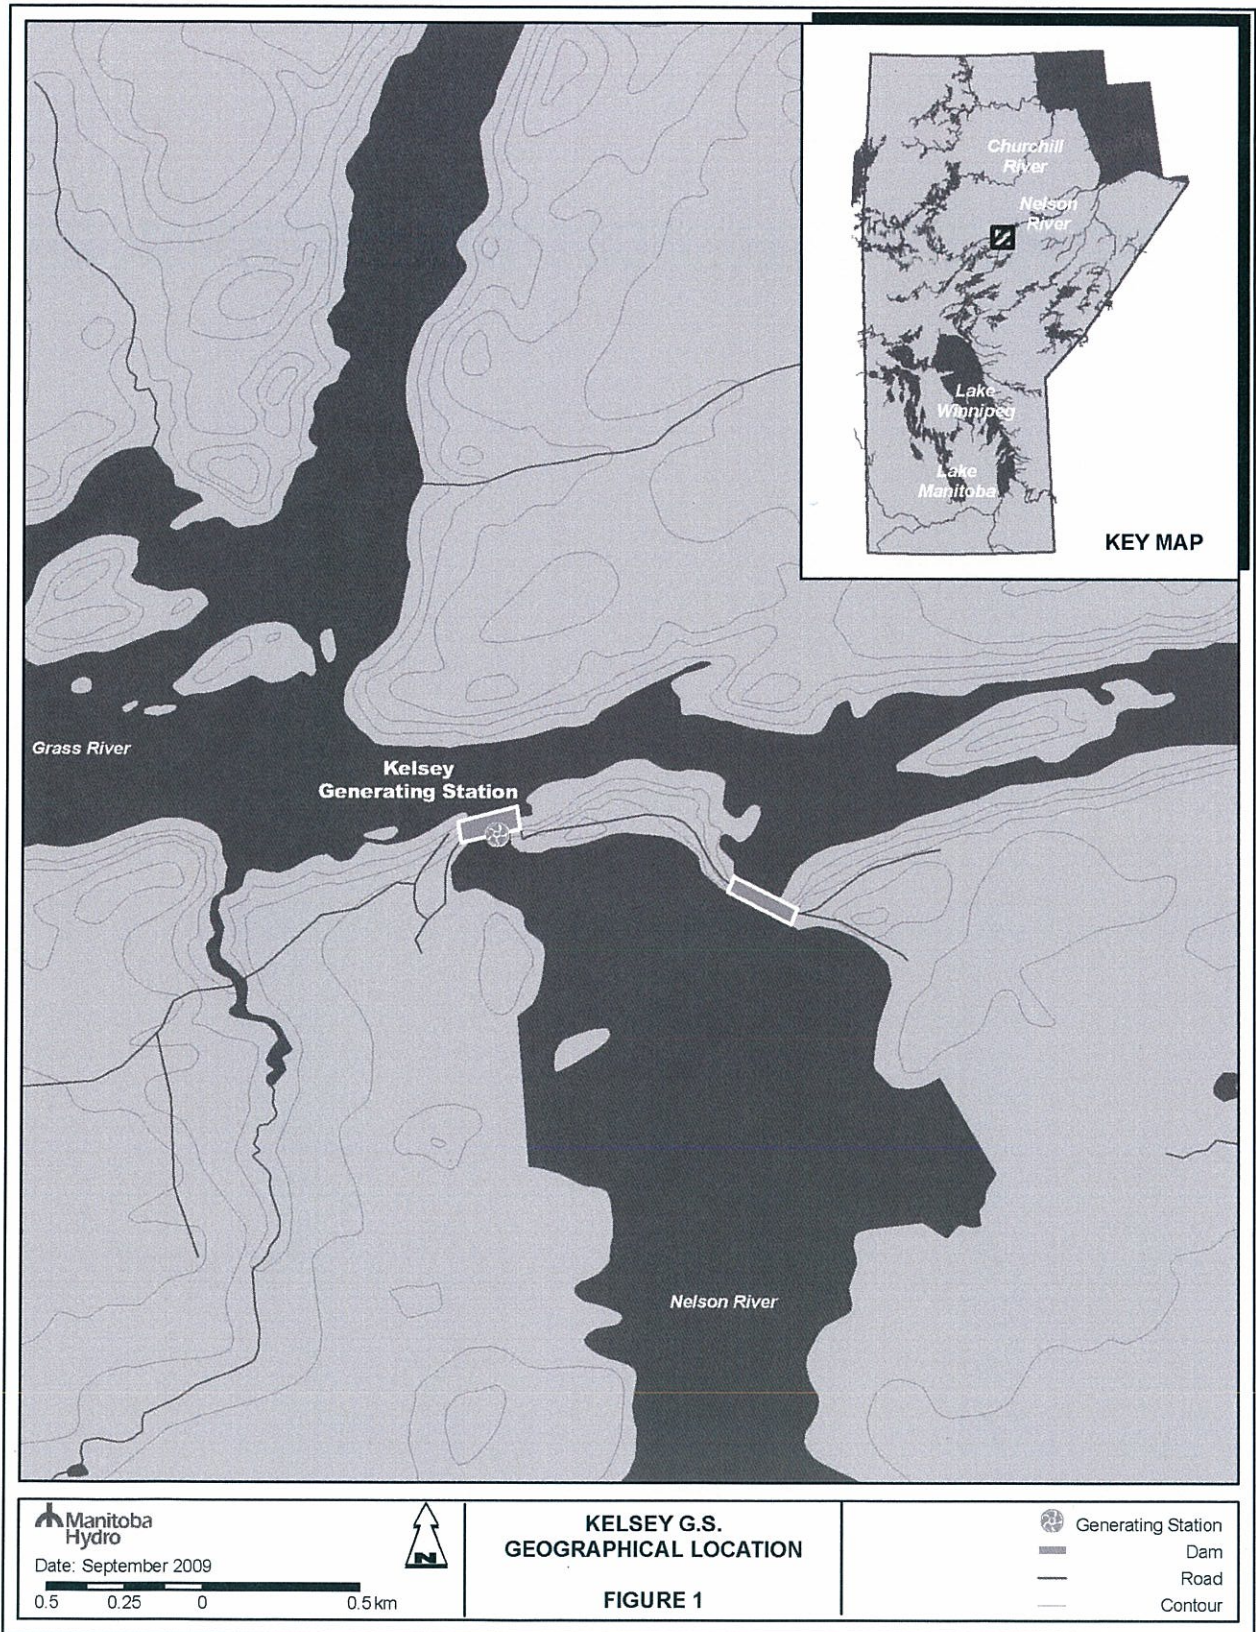 Churchill
River
Nelson
River
Lake
Winnipeg
Lake
Manitoba
KEY MAP
Grass River
Kelsey
Generating Station
Nelson River
Manitoba
Hydro
Date: September 2009
0.5 0.25 0 0.5 km
N
KELSEY G.S.
GEOGRAPHICAL LOCATION
FIGURE 1
Generating Station
Dam
Road
Contour